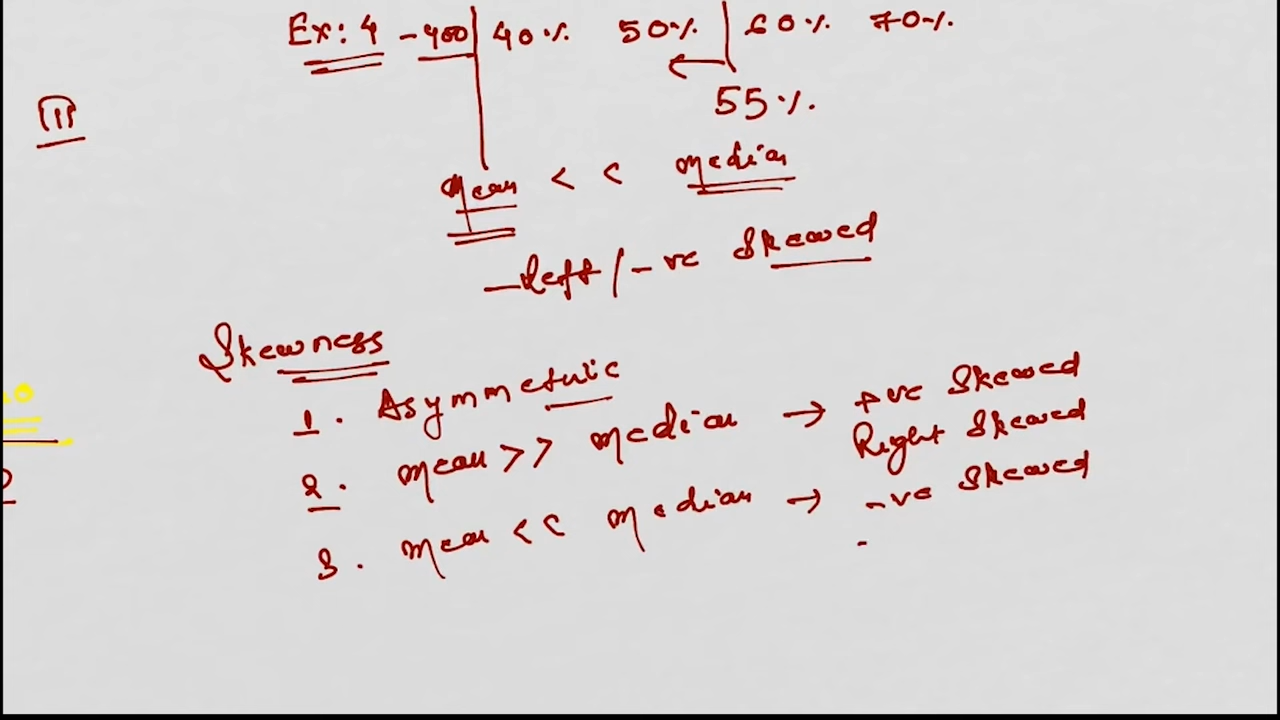 Ex: 4 -400 40% 50% 60% 70%
55%
III
Mean < < median
- left / -ve Skewed
Skewness
1. Asymmetric
2. mean >> median → +ve Skewed
Right Skewed
3. mean << median → -ve Skewed
-